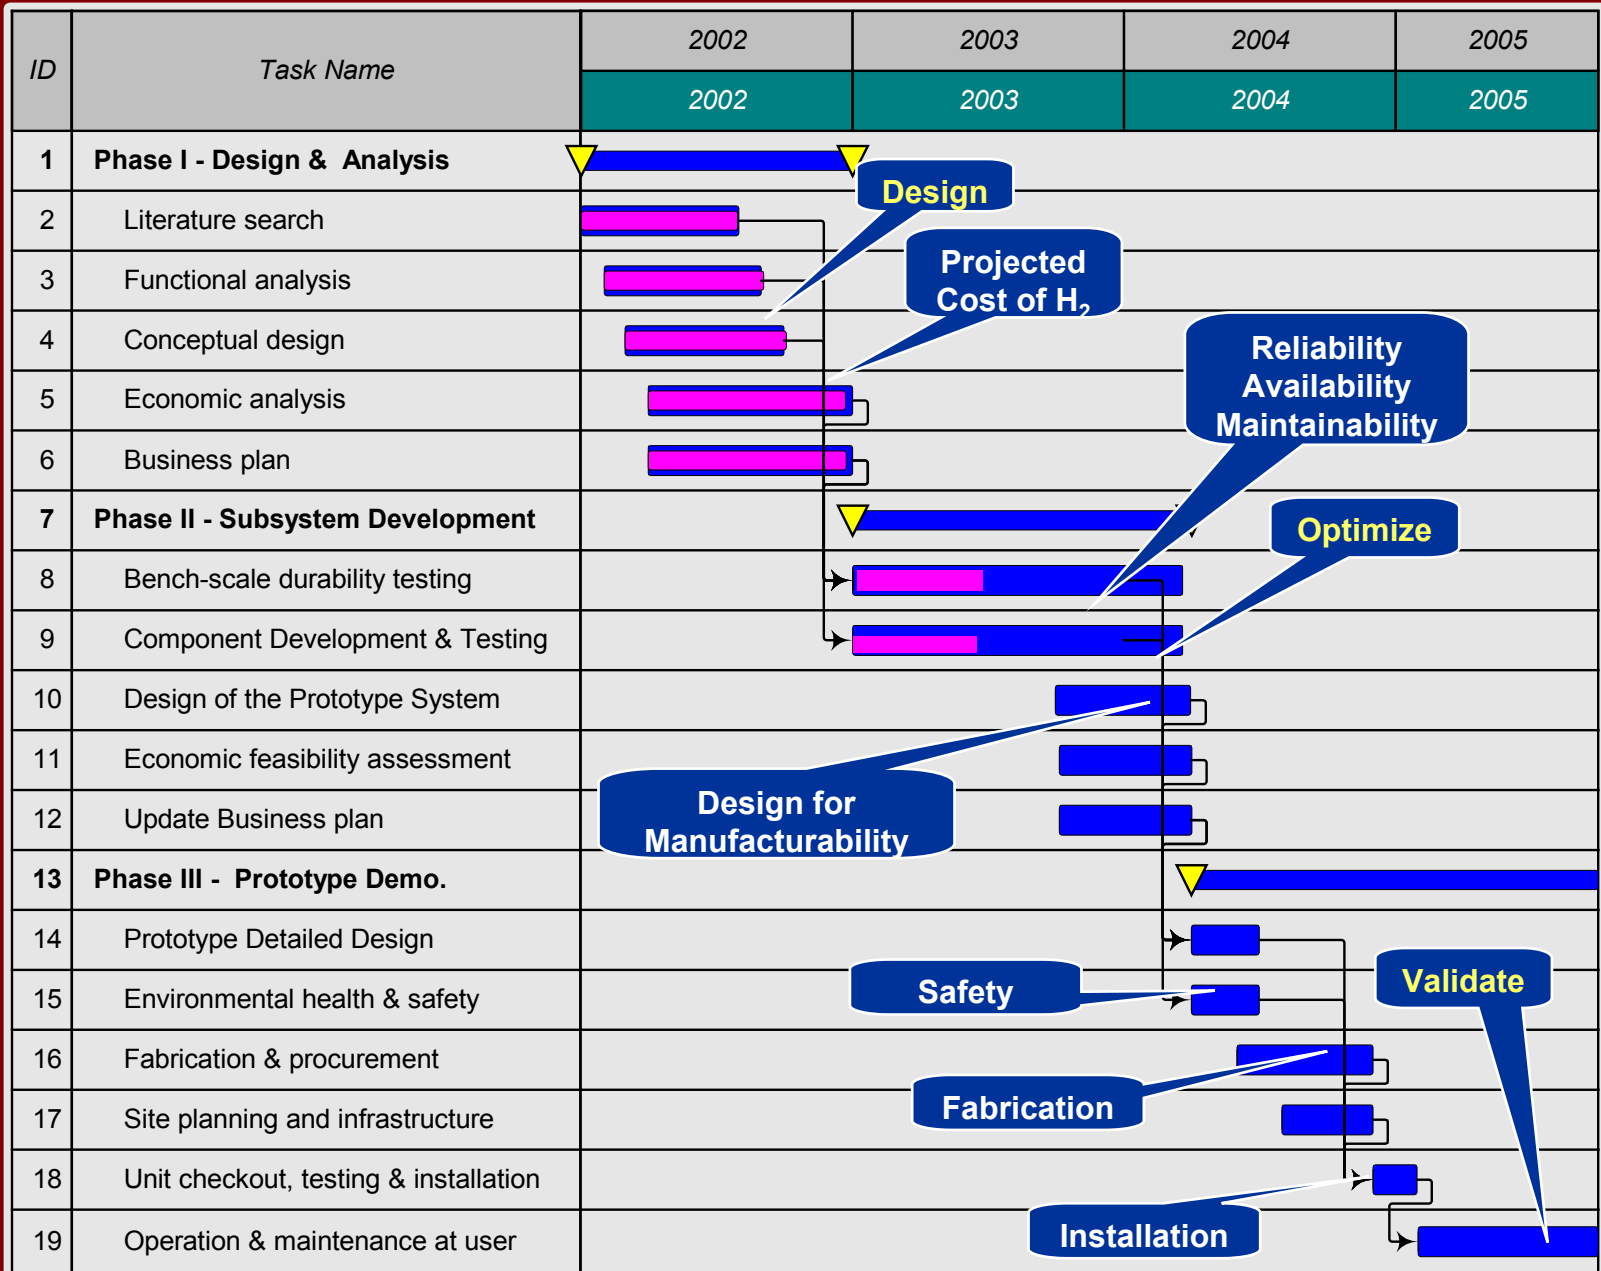 ID Task Name 2002 2003 2004 2005
2002 2003 2004 2005
1 Phase I - Design & Analysis
Design
2 Literature search
3 Functional analysis
Projected
Cost of H₂
4 Conceptual design
Reliability
Availability
Maintainability
5 Economic analysis
6 Business plan
7 Phase II - Subsystem Development
Optimize
8 Bench-scale durability testing
9 Component Development & Testing
10 Design of the Prototype System
11 Economic feasibility assessment
Design for
Manufacturability
12 Update Business plan
13 Phase III - Prototype Demo.
14 Prototype Detailed Design
15 Environmental health & safety
Safety
Validate
16 Fabrication & procurement
Fabrication
17 Site planning and infrastructure
18 Unit checkout, testing & installation
Installation
19 Operation & maintenance at user